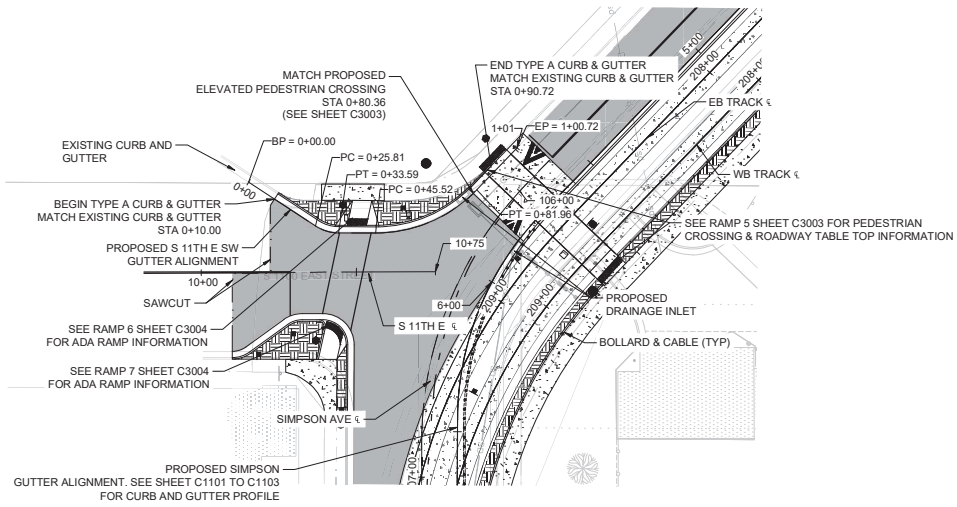 5+00
208+00
208+00
END TYPE A CURB & GUTTER
MATCH EXISTING CURB & GUTTER
STA 0+90.72
MATCH PROPOSED
ELEVATED PEDESTRIAN CROSSING
STA 0+80.36
(SEE SHEET C3003)
EB TRACK ℄
1+01
EP = 1+00.72
BP = 0+00.00
EXISTING CURB AND
GUTTER
PC = 0+25.81
PT = 0+33.59
PC = 0+45.52
WB TRACK ℄
0+00
106+00
PT = 0+81.96
BEGIN TYPE A CURB & GUTTER
MATCH EXISTING CURB & GUTTER
STA 0+10.00
SEE RAMP 5 SHEET C3003 FOR PEDESTRIAN
CROSSING & ROADWAY TABLE TOP INFORMATION
PROPOSED S 11TH E SW
GUTTER ALIGNMENT
10+75
10+00
S 1100 EAST STREET
SAWCUT
6+00
209+00
209+00
PROPOSED
DRAINAGE INLET
SEE RAMP 6 SHEET C3004
FOR ADA RAMP INFORMATION
S 11TH E ℄
BOLLARD & CABLE (TYP)
SEE RAMP 7 SHEET C3004
FOR ADA RAMP INFORMATION
SIMPSON AVE ℄
PROPOSED SIMPSON
GUTTER ALIGNMENT. SEE SHEET C1101 TO C1103
FOR CURB AND GUTTER PROFILE
07+00